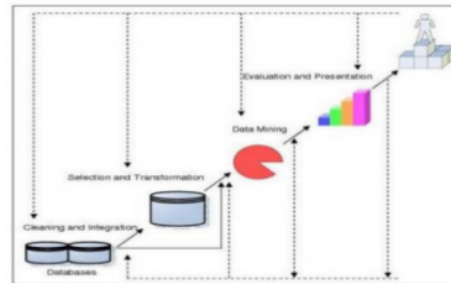 Evaluation and Presentation
Data Mining
Selection and Transformation
Cleaning and Integration
Databases